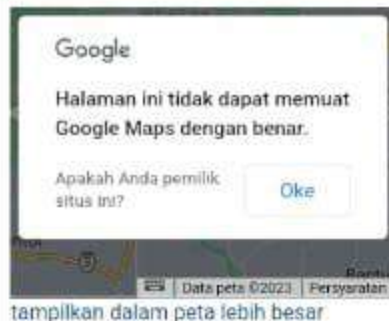 Google
Halaman ini tidak dapat memuat
Google Maps dengan benar.
Apakah Anda pemilik
situs ini?
Oke
Data peta ©2023
Persyaratan
tampilkan dalam peta lebih besar